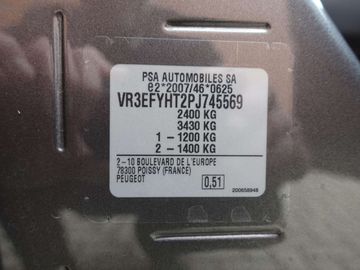 PSA AUTOMOBILES SA
e2*2007/46*0625
VR3EFYHT2PJ745569
2400 KG
3430 KG
1 - 1200 KG
2 - 1400 KG
2-10 BOULEVARD DE L'EUROPE
78300 POISSY (FRANCE)
PEUGEOT
0,51
200658948